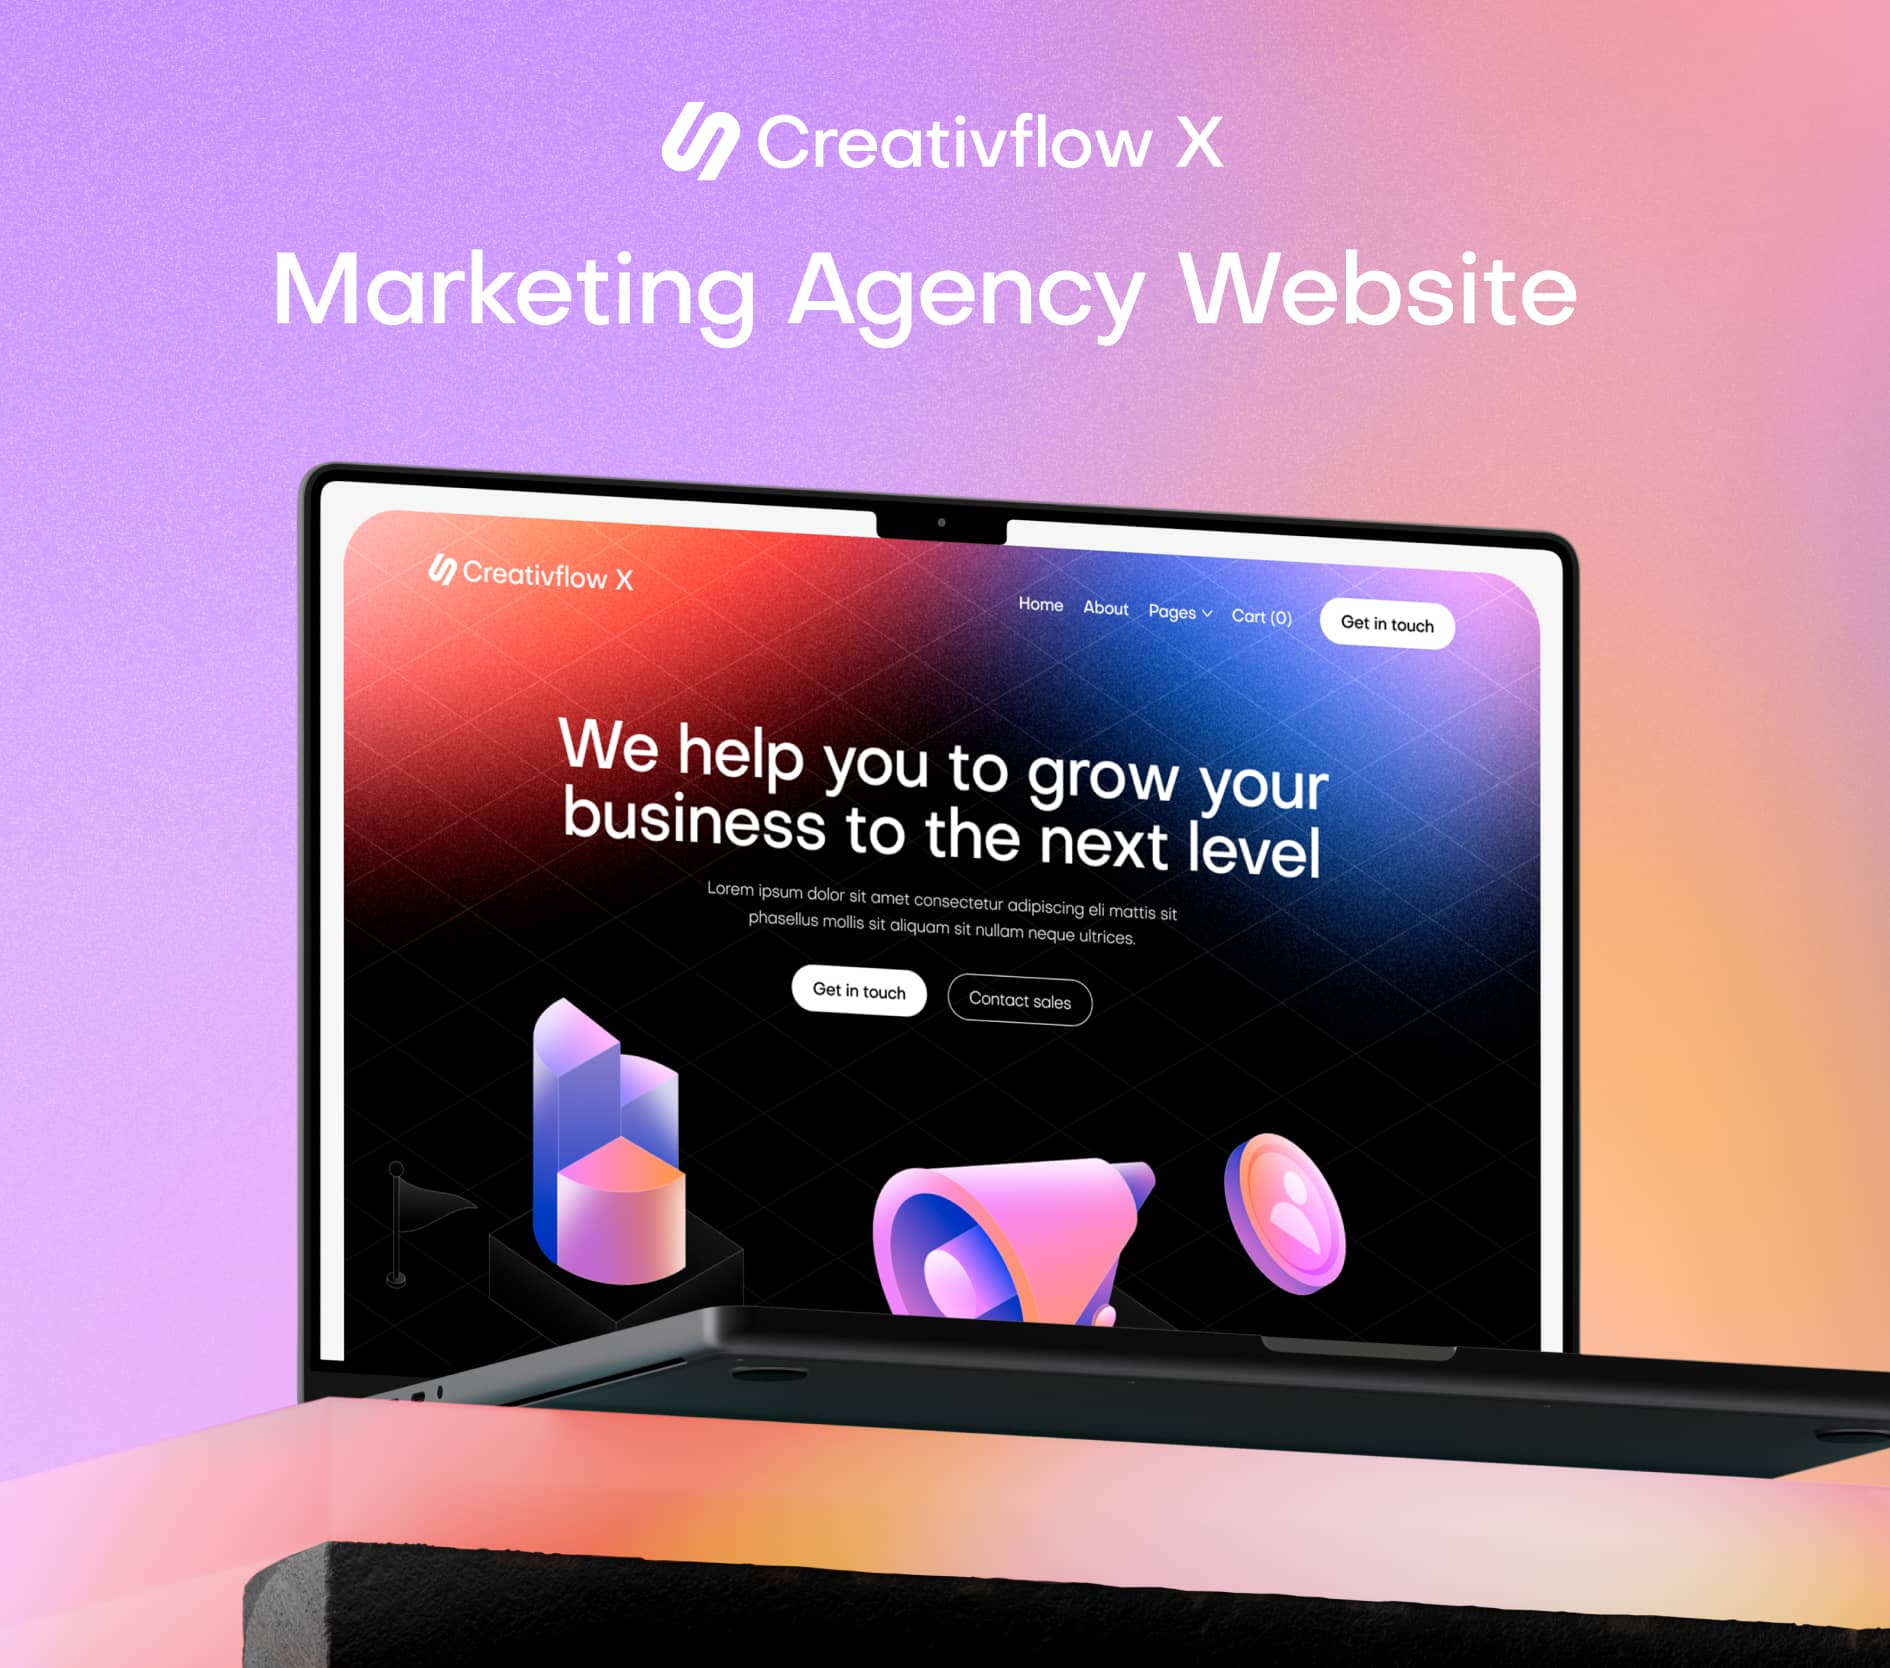 Creativflow X
Marketing Agency Website
Creativflow X
Home About Pages Cart (0) Get in touch
We help you to grow your
business to the next level
Lorem ipsum dolor sit amet consectetur adipiscing eli mattis sit
phasellus mollis sit aliquam sit nullam neque ultrices.
Get in touch Contact sales